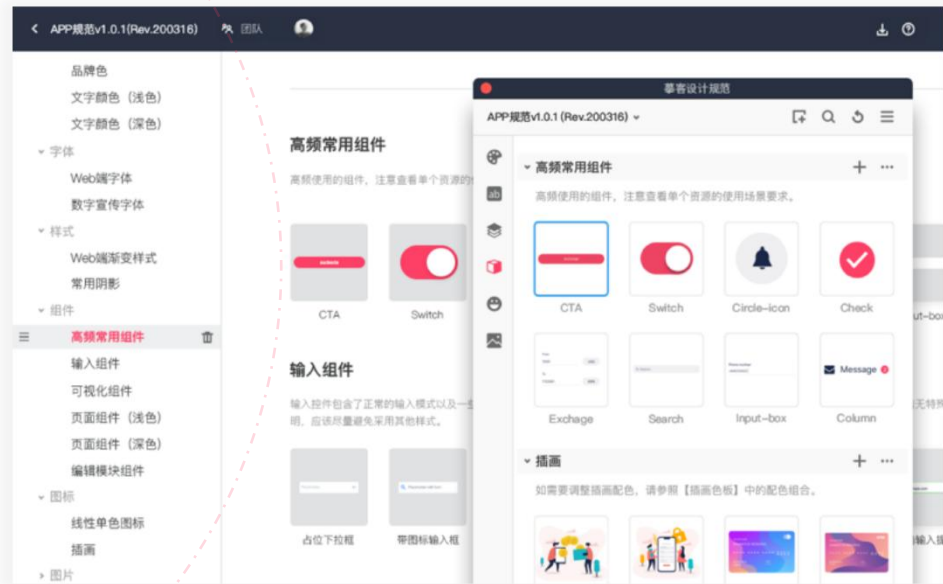 APP规范v1.0.1(Rev.200316)
团队
品牌色
文字颜色（浅色）
文字颜色（深色）
字体
Web端字体
数字宣传字体
样式
Web端渐变样式
常用阴影
组件
高频常用组件
输入组件
可视化组件
页面组件（浅色）
页面组件（深色）
编辑模块组件
图标
线性单色图标
插画
图片
高频常用组件
高频使用的组件，注意查看单个资源的
CTA
Switch
输入组件
输入控件包含了正常的输入模式以及一些
明，应该尽量避免采用其他样式。
占位下拉框
带图标输入框
摹客设计规范
APP规范v1.0.1 (Rev.200316)
高频常用组件
高频使用的组件，注意查看单个资源的使用场景要求。
CTA
Switch
Circle-icon
Check
Message
Exchage
Search
Input-box
Column
插画
如需要调整插画配色，请参照【插画色板】中的配色组合。
ut-box
无特殊
输入接